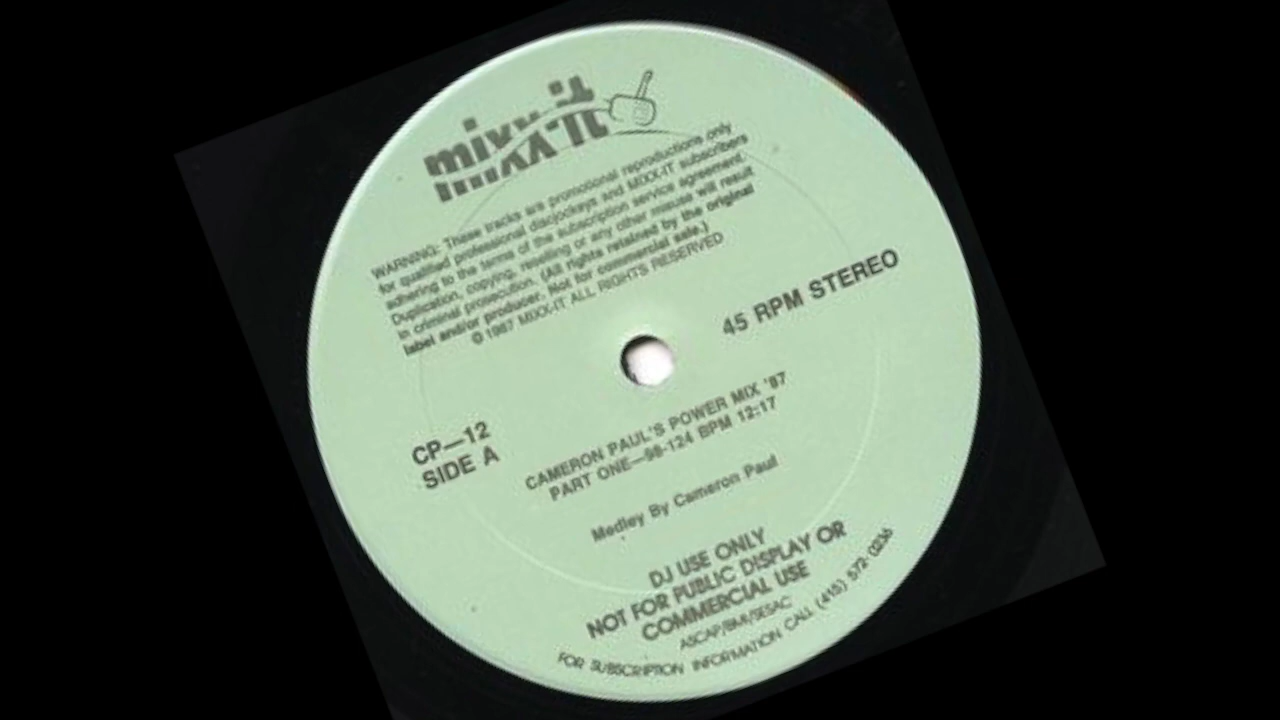 mixx-it
WARNING: These tracks are promotional reproductions only
for qualified professional discjockeys and MIXX-IT subscribers
adhering to the terms of the subscription service agreement.
Duplication, copying, reselling or any other misuse will result
in criminal prosecution. (All rights retained by the original
label and/or producer. Not for commercial sale.)
© 1987 MIXX-IT ALL RIGHTS RESERVED
45 RPM STEREO
CP—12
SIDE A
CAMERON PAUL'S POWER MIX '87
PART ONE—98-124 BPM 12:17
Medley By Cameron Paul
DJ USE ONLY
NOT FOR PUBLIC DISPLAY OR
COMMERCIAL USE
ASCAP/BMI/SESAC
FOR SUBSCRIPTION INFORMATION CALL (415) 572-0236